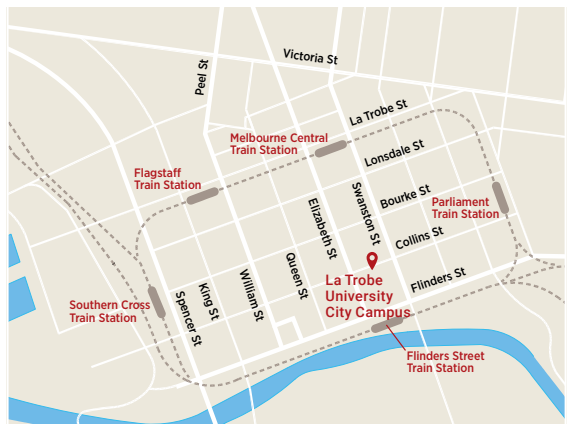 Peel St
Victoria St
La Trobe St
Melbourne Central
Train Station
Lonsdale St
Flagstaff
Train Station
Bourke St
Parliament
Train Station
Elizabeth St
Swanston St
Collins St
Queen St
William St
King St
Spencer St
Flinders St
La Trobe
University
City Campus
Southern Cross
Train Station
Flinders Street
Train Station